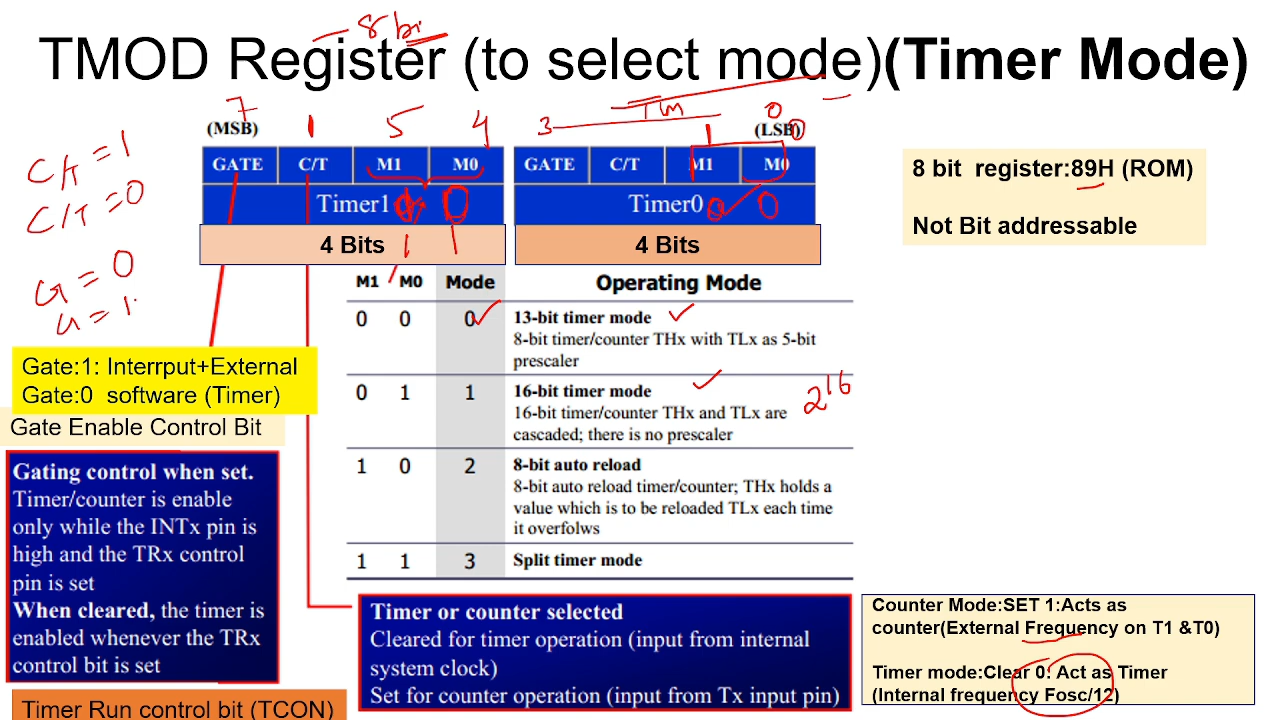 8 bi
TMOD Register (to select mode)(Timer Mode)
7
1
5
4
3
Tm
1
0
0
(MSB)
(LSB)
GATE C/T M1 M0 GATE C/T M1 M0
Timer1 0 0 Timer0 0 0
4 Bits 4 Bits
1 1
C/T = 1
C/T = 0
G = 0
G = 1
8 bit register:89H (ROM)
Not Bit addressable
M1 M0 Mode Operating Mode
0 0 0 13-bit timer mode
8-bit timer/counter THx with TLx as 5-bit
prescaler
0 1 1 16-bit timer mode
2^16
16-bit timer/counter THx and TLx are
cascaded; there is no prescaler
1 0 2 8-bit auto reload
8-bit auto reload timer/counter; THx holds a
value which is to be reloaded TLx each time
it overfolws
1 1 3 Split timer mode
Gate:1: Interrput+External
Gate:0 software (Timer)
Gate Enable Control Bit
Gating control when set.
Timer/counter is enable
only while the INTx pin is
high and the TRx control
pin is set
When cleared, the timer is
enabled whenever the TRx
control bit is set
Timer Run control bit (TCON)
Timer or counter selected
Cleared for timer operation (input from internal
system clock)
Set for counter operation (input from Tx input pin)
Counter Mode:SET 1:Acts as
counter(External Frequency on T1 &T0)
Timer mode:Clear 0: Act as Timer
(Internal frequency Fosc/12)